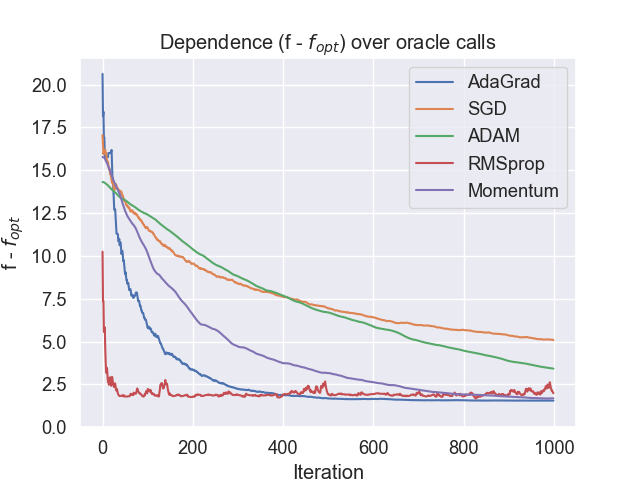 Dependence (f - f_opt) over oracle calls
f - f_opt
20.0
17.5
15.0
12.5
10.0
7.5
5.0
2.5
0.0
AdaGrad
SGD
ADAM
RMSprop
Momentum
0 200 400 600 800 1000
Iteration